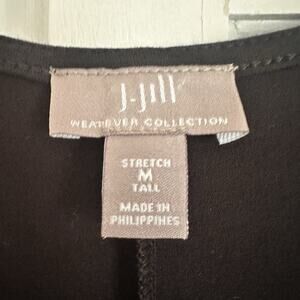 J.Jill
WEAREVER COLLECTION
STRETCH
M
TALL
MADE IN
PHILIPPINES